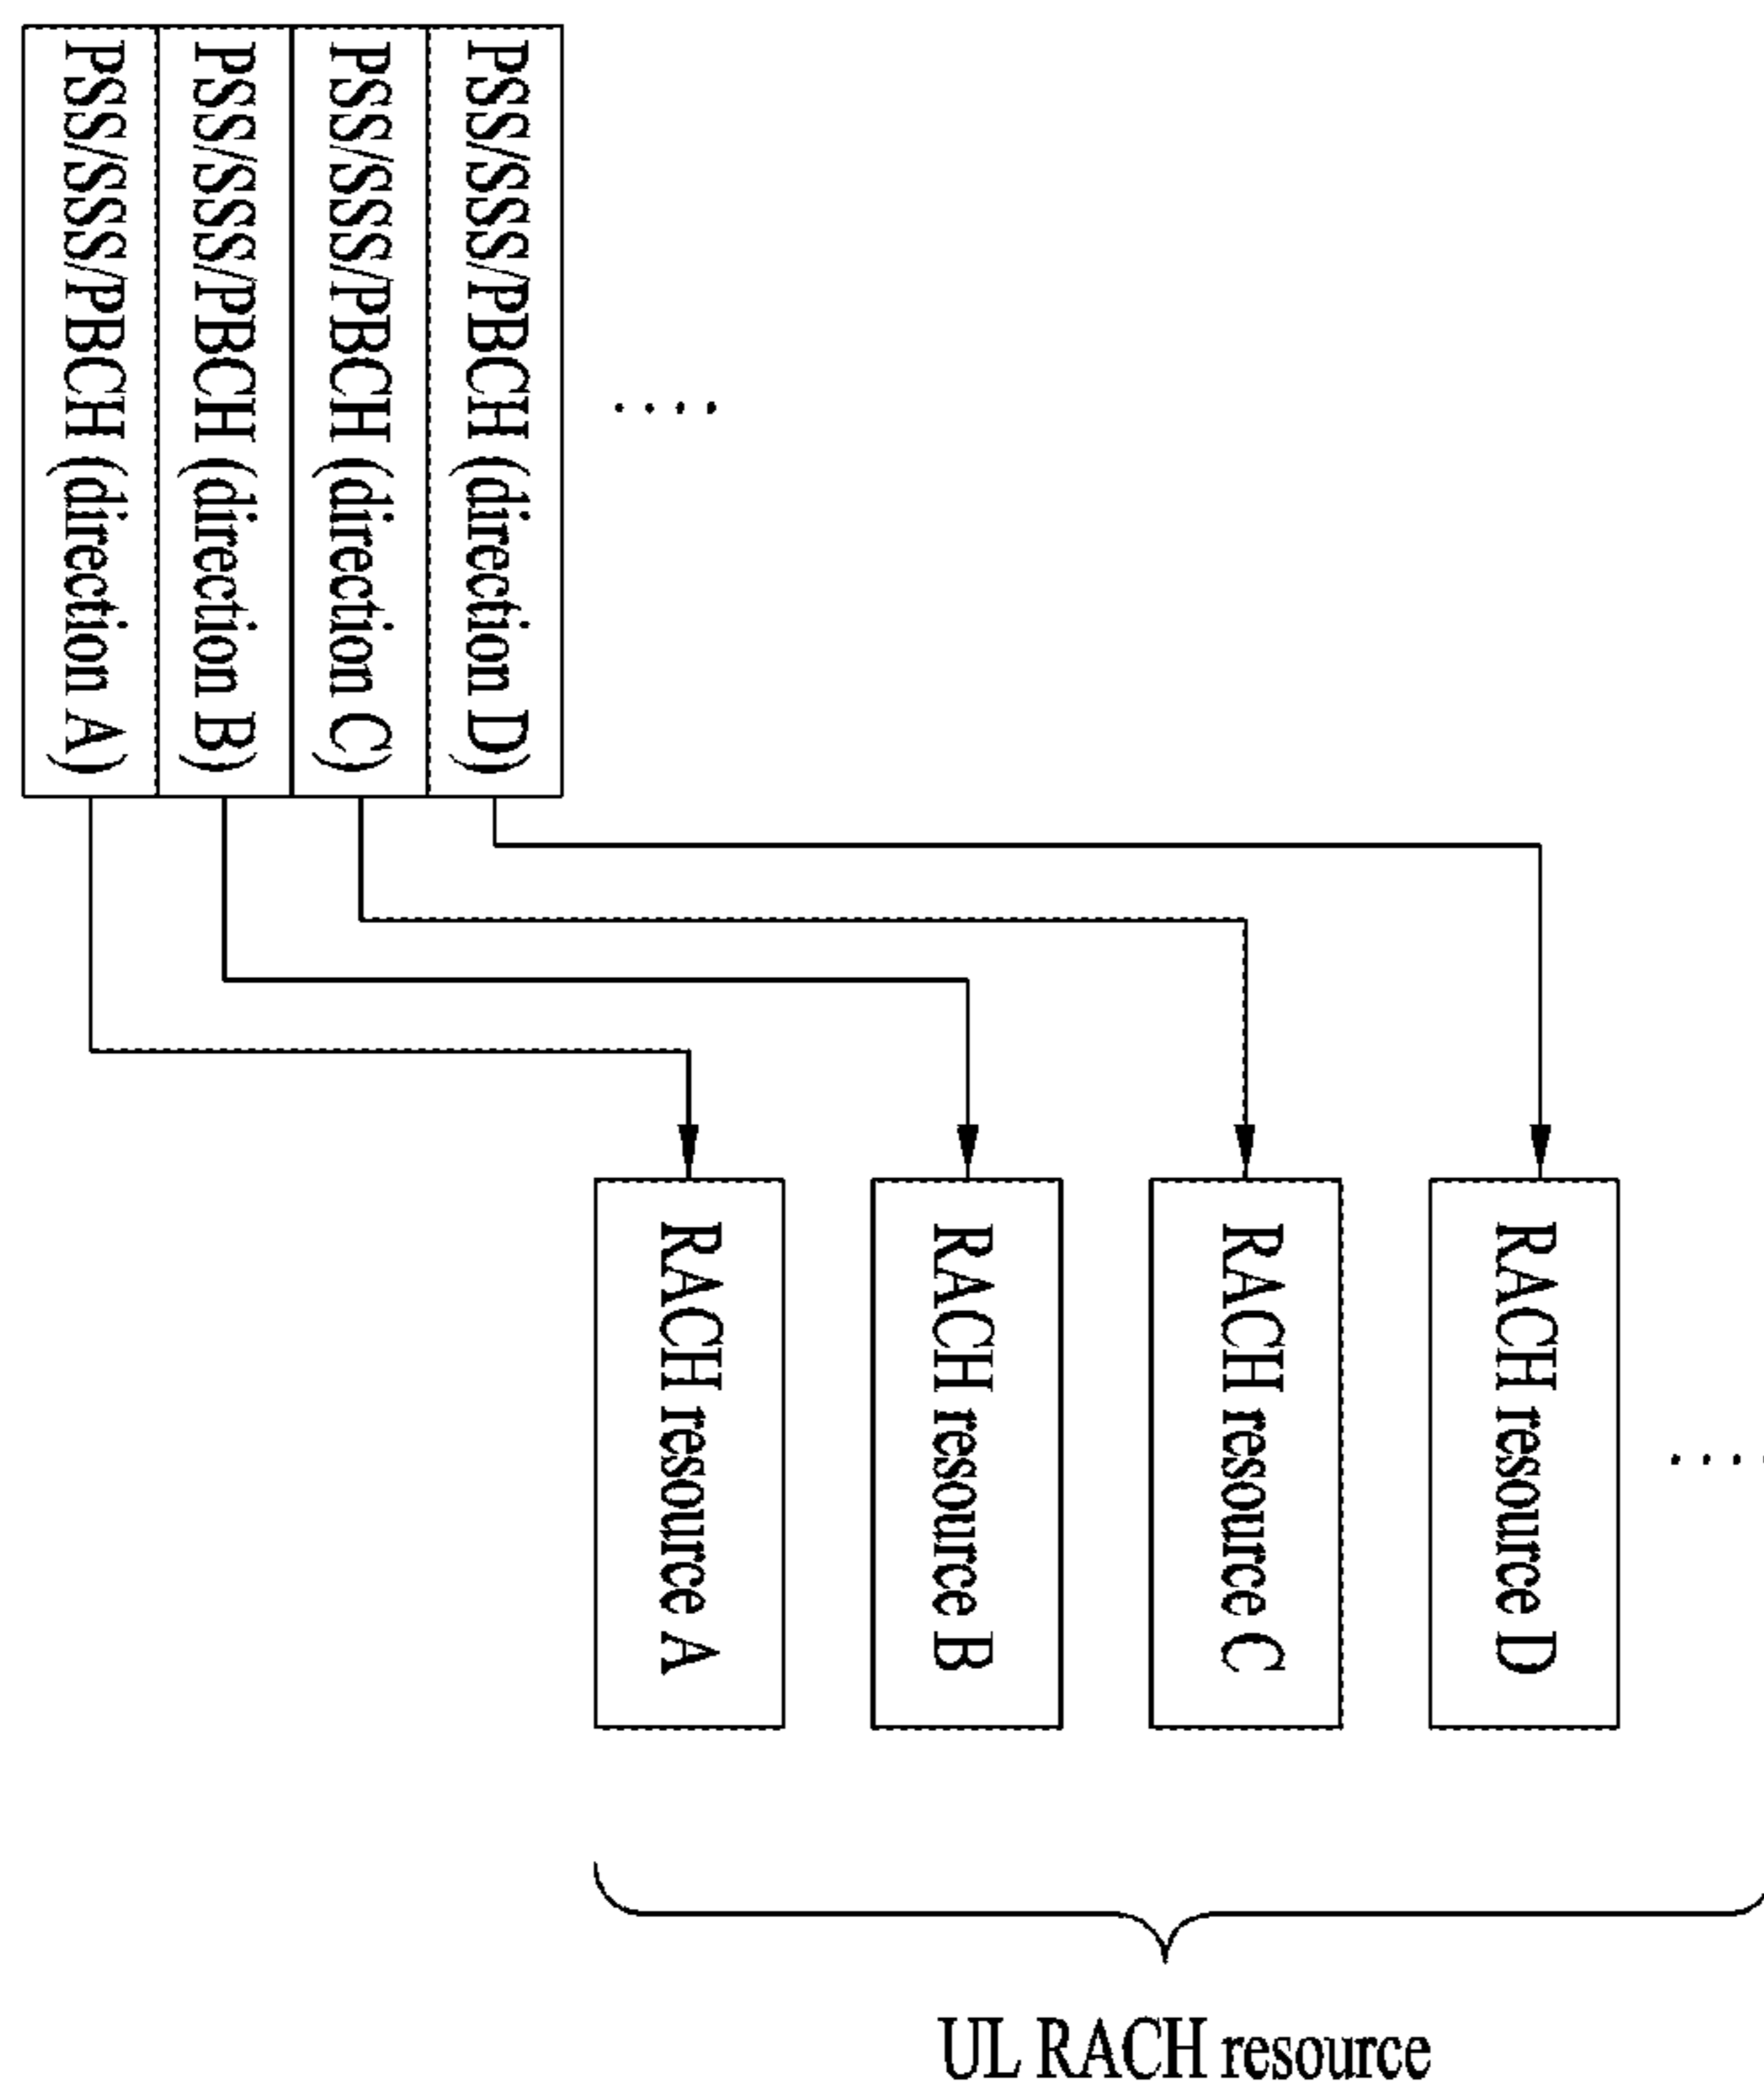 PSS/SSS/PBCH (direction A)
PSS/SSS/PBCH (direction B)
PSS/SSS/PBCH (direction C)
PSS/SSS/PBCH (direction D)
....
RACH resource A
RACH resource B
RACH resource C
RACH resource D
....
UL RACH resource